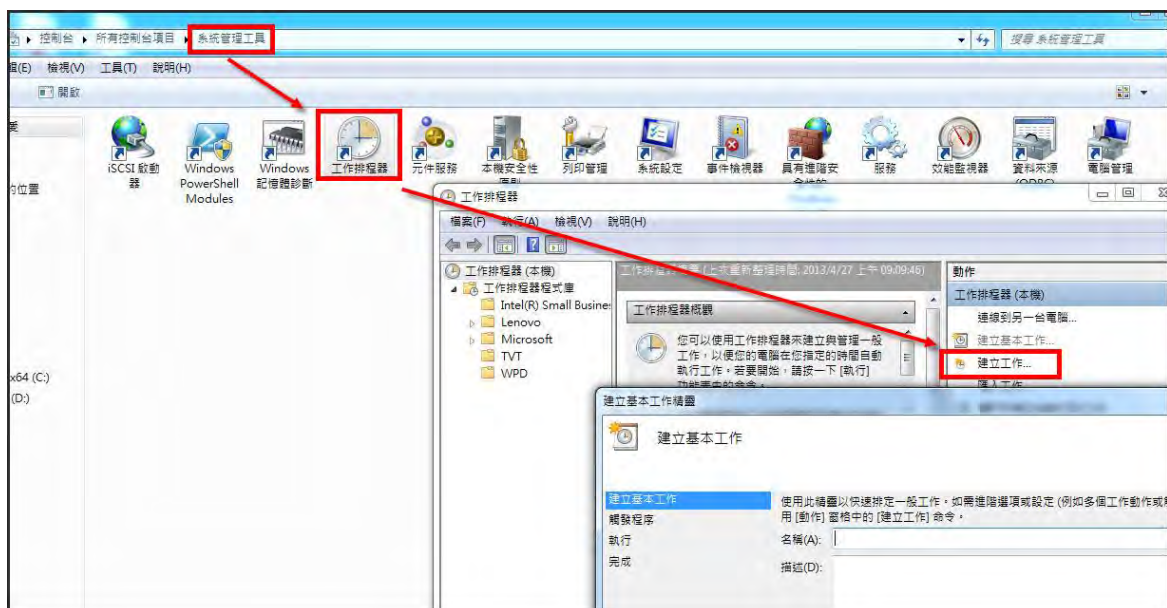 控制台 ▸ 所有控制台項目 ▸ 系統管理工具
搜尋 系統管理工具
檢視(V) 工具(T) 說明(H)
開啟
的位置
x64 (C:)
(D:)
iSCSI 啟動器
Windows PowerShell Modules
Windows 記憶體診斷
工作排程器
元件服務
本機安全性
列印管理
系統設定
事件檢視器
具有進階安
服務
效能監視器
資料來源
電腦管理
工作排程器
檔案(F) 執行(A) 檢視(V) 說明(H)
工作排程器 (本機)
工作排程器程式庫
Intel(R) Small Busine
Lenovo
Microsoft
TVT
WPD
(上次重新整理時間: 2013/4/27 上午 09:09:46)
工作排程器概觀
您可以使用工作排程器來建立與管理一般
工作，以便您的電腦在您指定的時間自動
執行工作。若要開始，請按一下 [執行]
功能表中的命令。
動作
工作排程器 (本機)
連線到另一台電腦...
建立基本工作...
建立工作...
匯入工作...
建立基本工作精靈
建立基本工作
建立基本工作
觸發程序
執行
完成
使用此精靈以快速排定一般工作。如需進階選項或設定 (例如多個工作動作或
用 [動作] 窗格中的 [建立工作] 命令。
名稱(A):
描述(D):